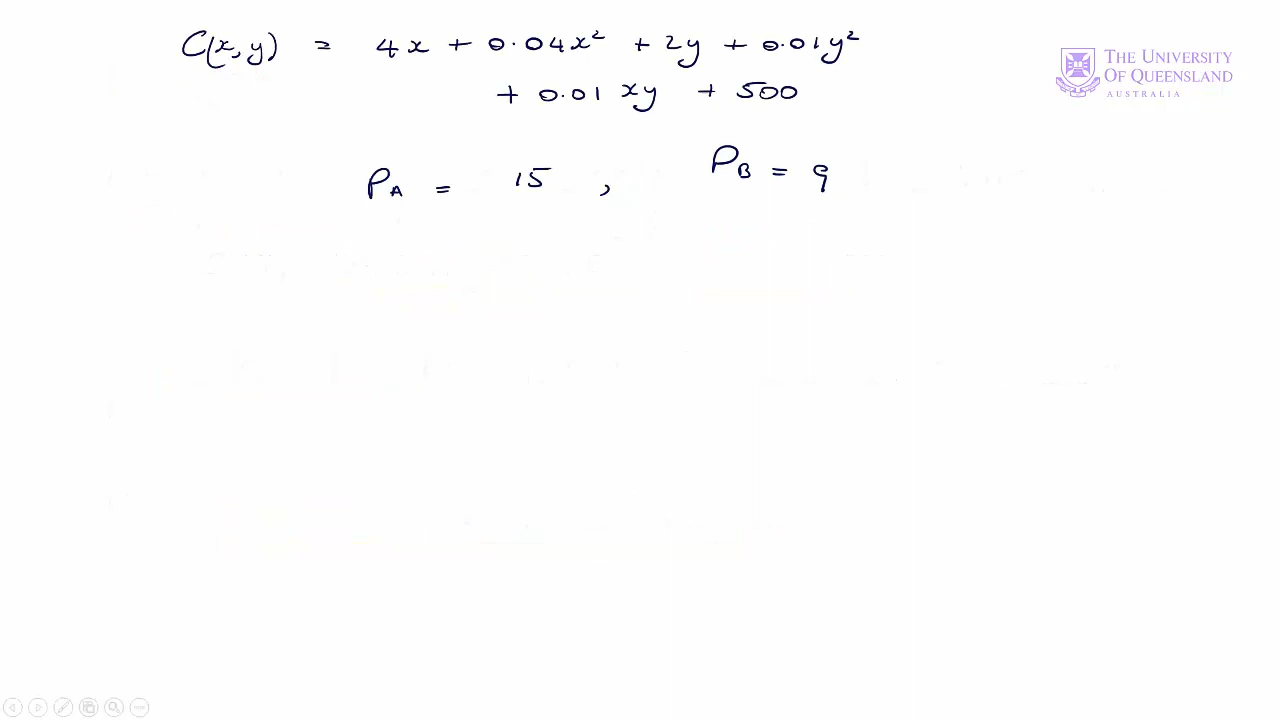 C(x,y) = 4x + 0.04x² + 2y + 0.01y²
+ 0.01xy + 500
P_A = 15 , P_B = 9
THE UNIVERSITY
OF QUEENSLAND
AUSTRALIA